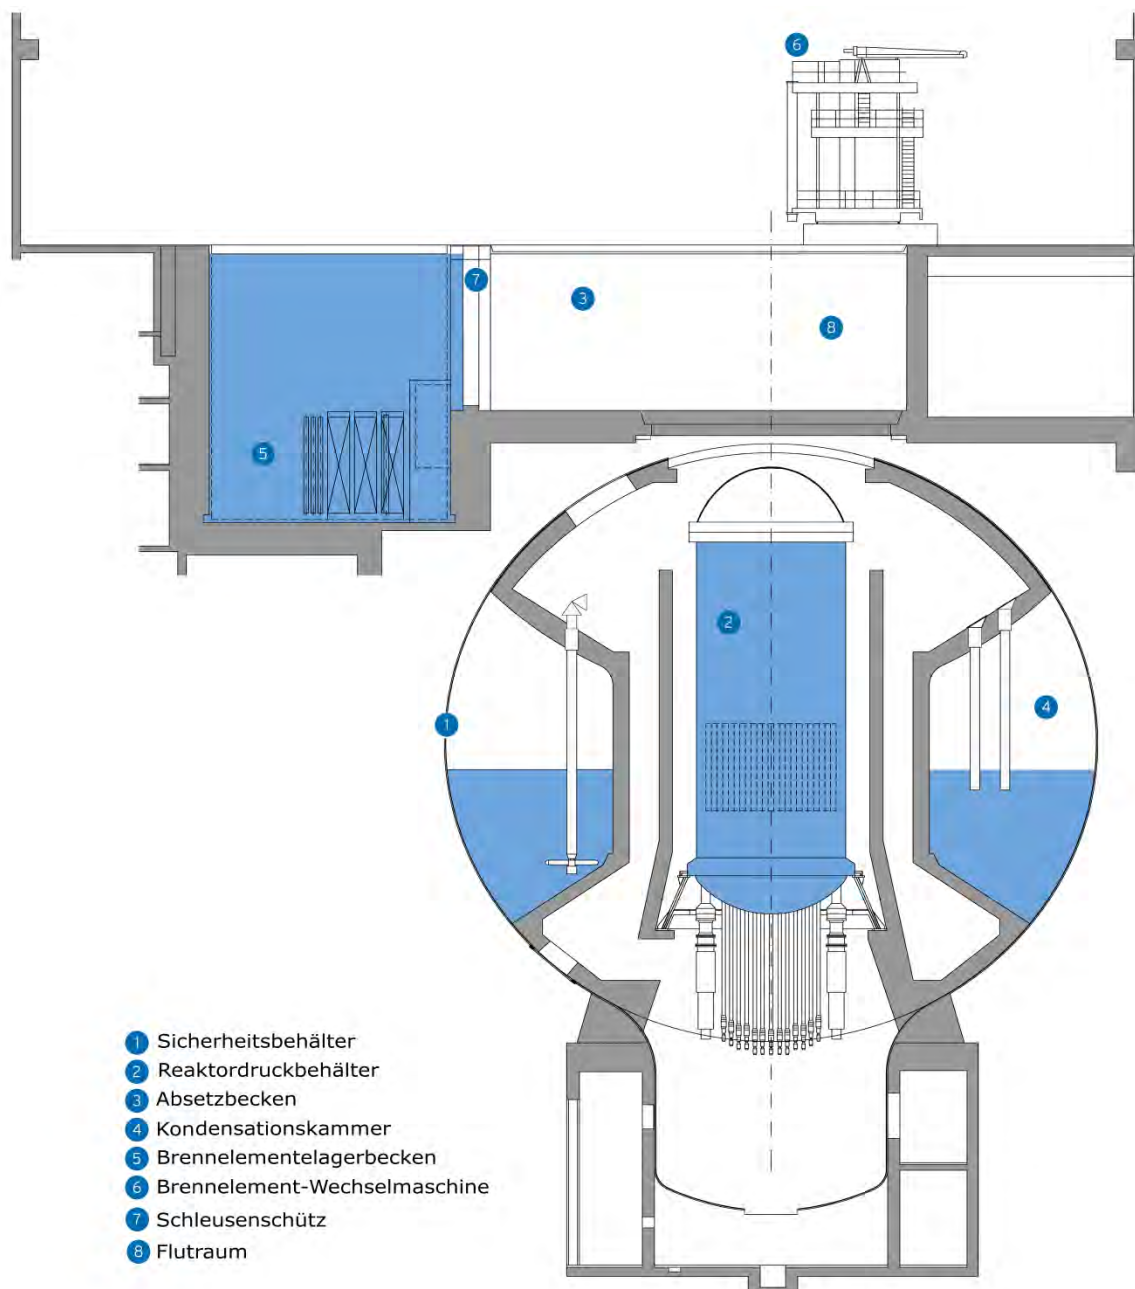 6
7
3
8
5
2
1
4
1 Sicherheitsbehälter
2 Reaktordruckbehälter
3 Absetzbecken
4 Kondensationskammer
5 Brennelementelagerbecken
6 Brennelement-Wechselmaschine
7 Schleusenschütz
8 Flutraum